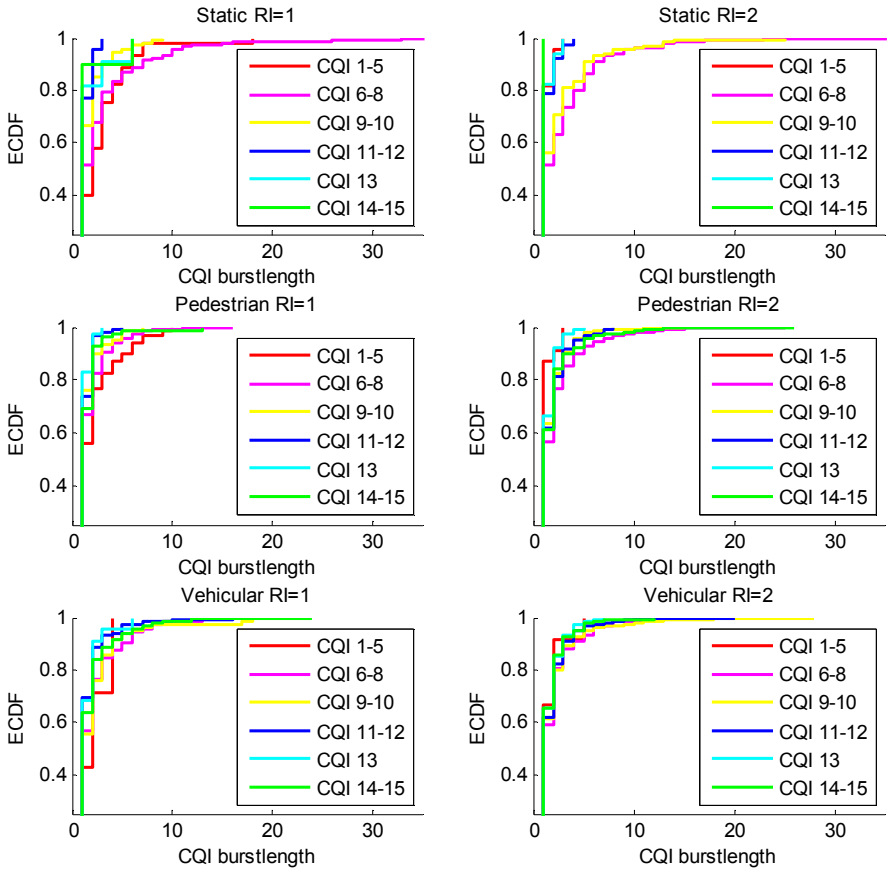 Static RI=1
1
0.8
0.6
0.4
ECDF
0
10
20
30
CQI burstlength
CQI 1-5
CQI 6-8
CQI 9-10
CQI 11-12
CQI 13
CQI 14-15
Static RI=2
1
0.8
0.6
0.4
ECDF
0
10
20
30
CQI burstlength
CQI 1-5
CQI 6-8
CQI 9-10
CQI 11-12
CQI 13
CQI 14-15
Pedestrian RI=1
1
0.8
0.6
0.4
ECDF
0
10
20
30
CQI burstlength
CQI 1-5
CQI 6-8
CQI 9-10
CQI 11-12
CQI 13
CQI 14-15
Pedestrian RI=2
1
0.8
0.6
0.4
ECDF
0
10
20
30
CQI burstlength
CQI 1-5
CQI 6-8
CQI 9-10
CQI 11-12
CQI 13
CQI 14-15
Vehicular RI=1
1
0.8
0.6
0.4
ECDF
0
10
20
30
CQI burstlength
CQI 1-5
CQI 6-8
CQI 9-10
CQI 11-12
CQI 13
CQI 14-15
Vehicular RI=2
1
0.8
0.6
0.4
ECDF
0
10
20
30
CQI burstlength
CQI 1-5
CQI 6-8
CQI 9-10
CQI 11-12
CQI 13
CQI 14-15